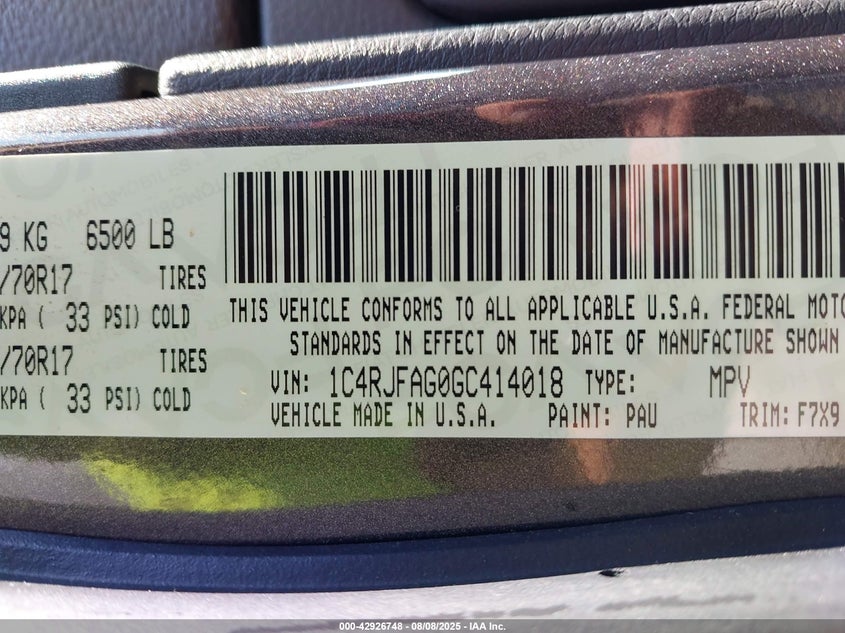 9 KG 6500 LB
/70R17 TIRES
KPA ( 33 PSI) COLD
/70R17 TIRES
KPA ( 33 PSI) COLD
THIS VEHICLE CONFORMS TO ALL APPLICABLE U.S.A. FEDERAL MOTO
STANDARDS IN EFFECT ON THE DATE OF MANUFACTURE SHOWN
VIN: 1C4RJFAG0GC414018 TYPE: MPV
VEHICLE MADE IN U.S.A. PAINT: PAU TRIM: F7X9
000-42926748 - 08/08/2025 - IAA Inc.